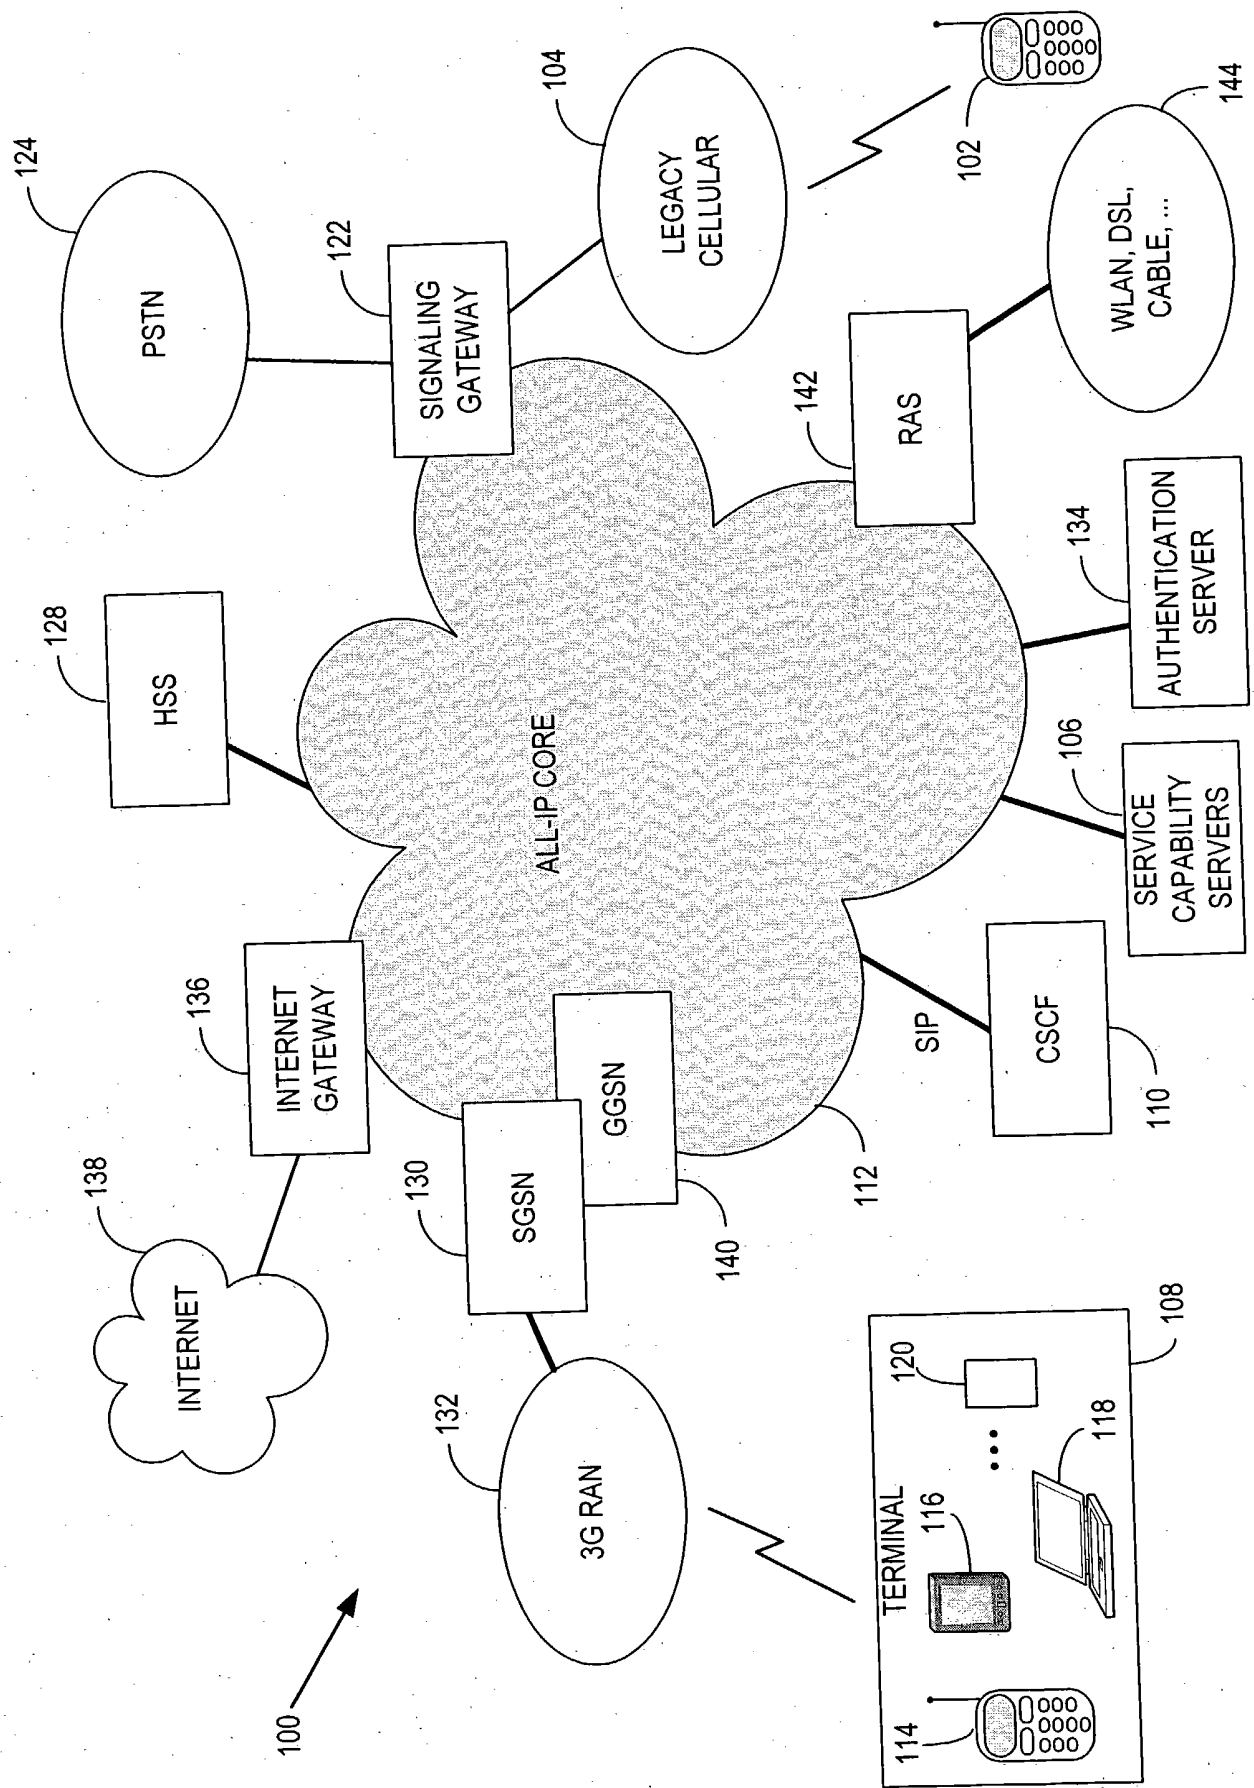 124
PSTN
122
SIGNALING
GATEWAY
104
LEGACY
CELLULAR
102
144
WLAN, DSL,
CABLE, ...
142
RAS
128
HSS
134
AUTHENTICATION
SERVER
106
SERVICE
CAPABILITY
SERVERS
ALL-IP CORE
136
INTERNET
GATEWAY
138
INTERNET
130
SGSN
GGSN
140
112
SIP
CSCF
110
132
3G RAN
108
TERMINAL
120
118
116
114
100